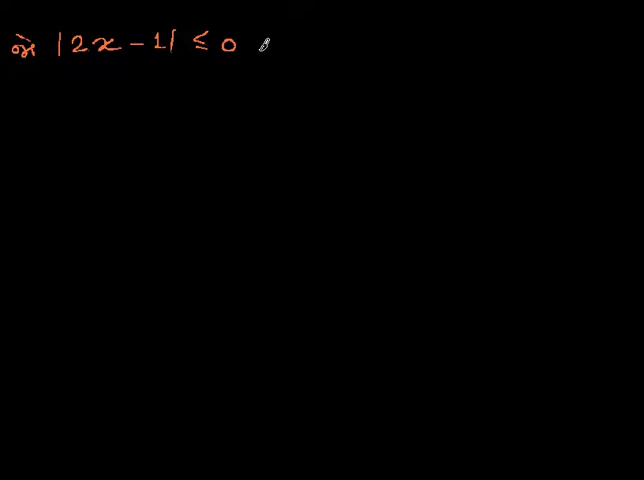 |2x - 1| ≤ 0